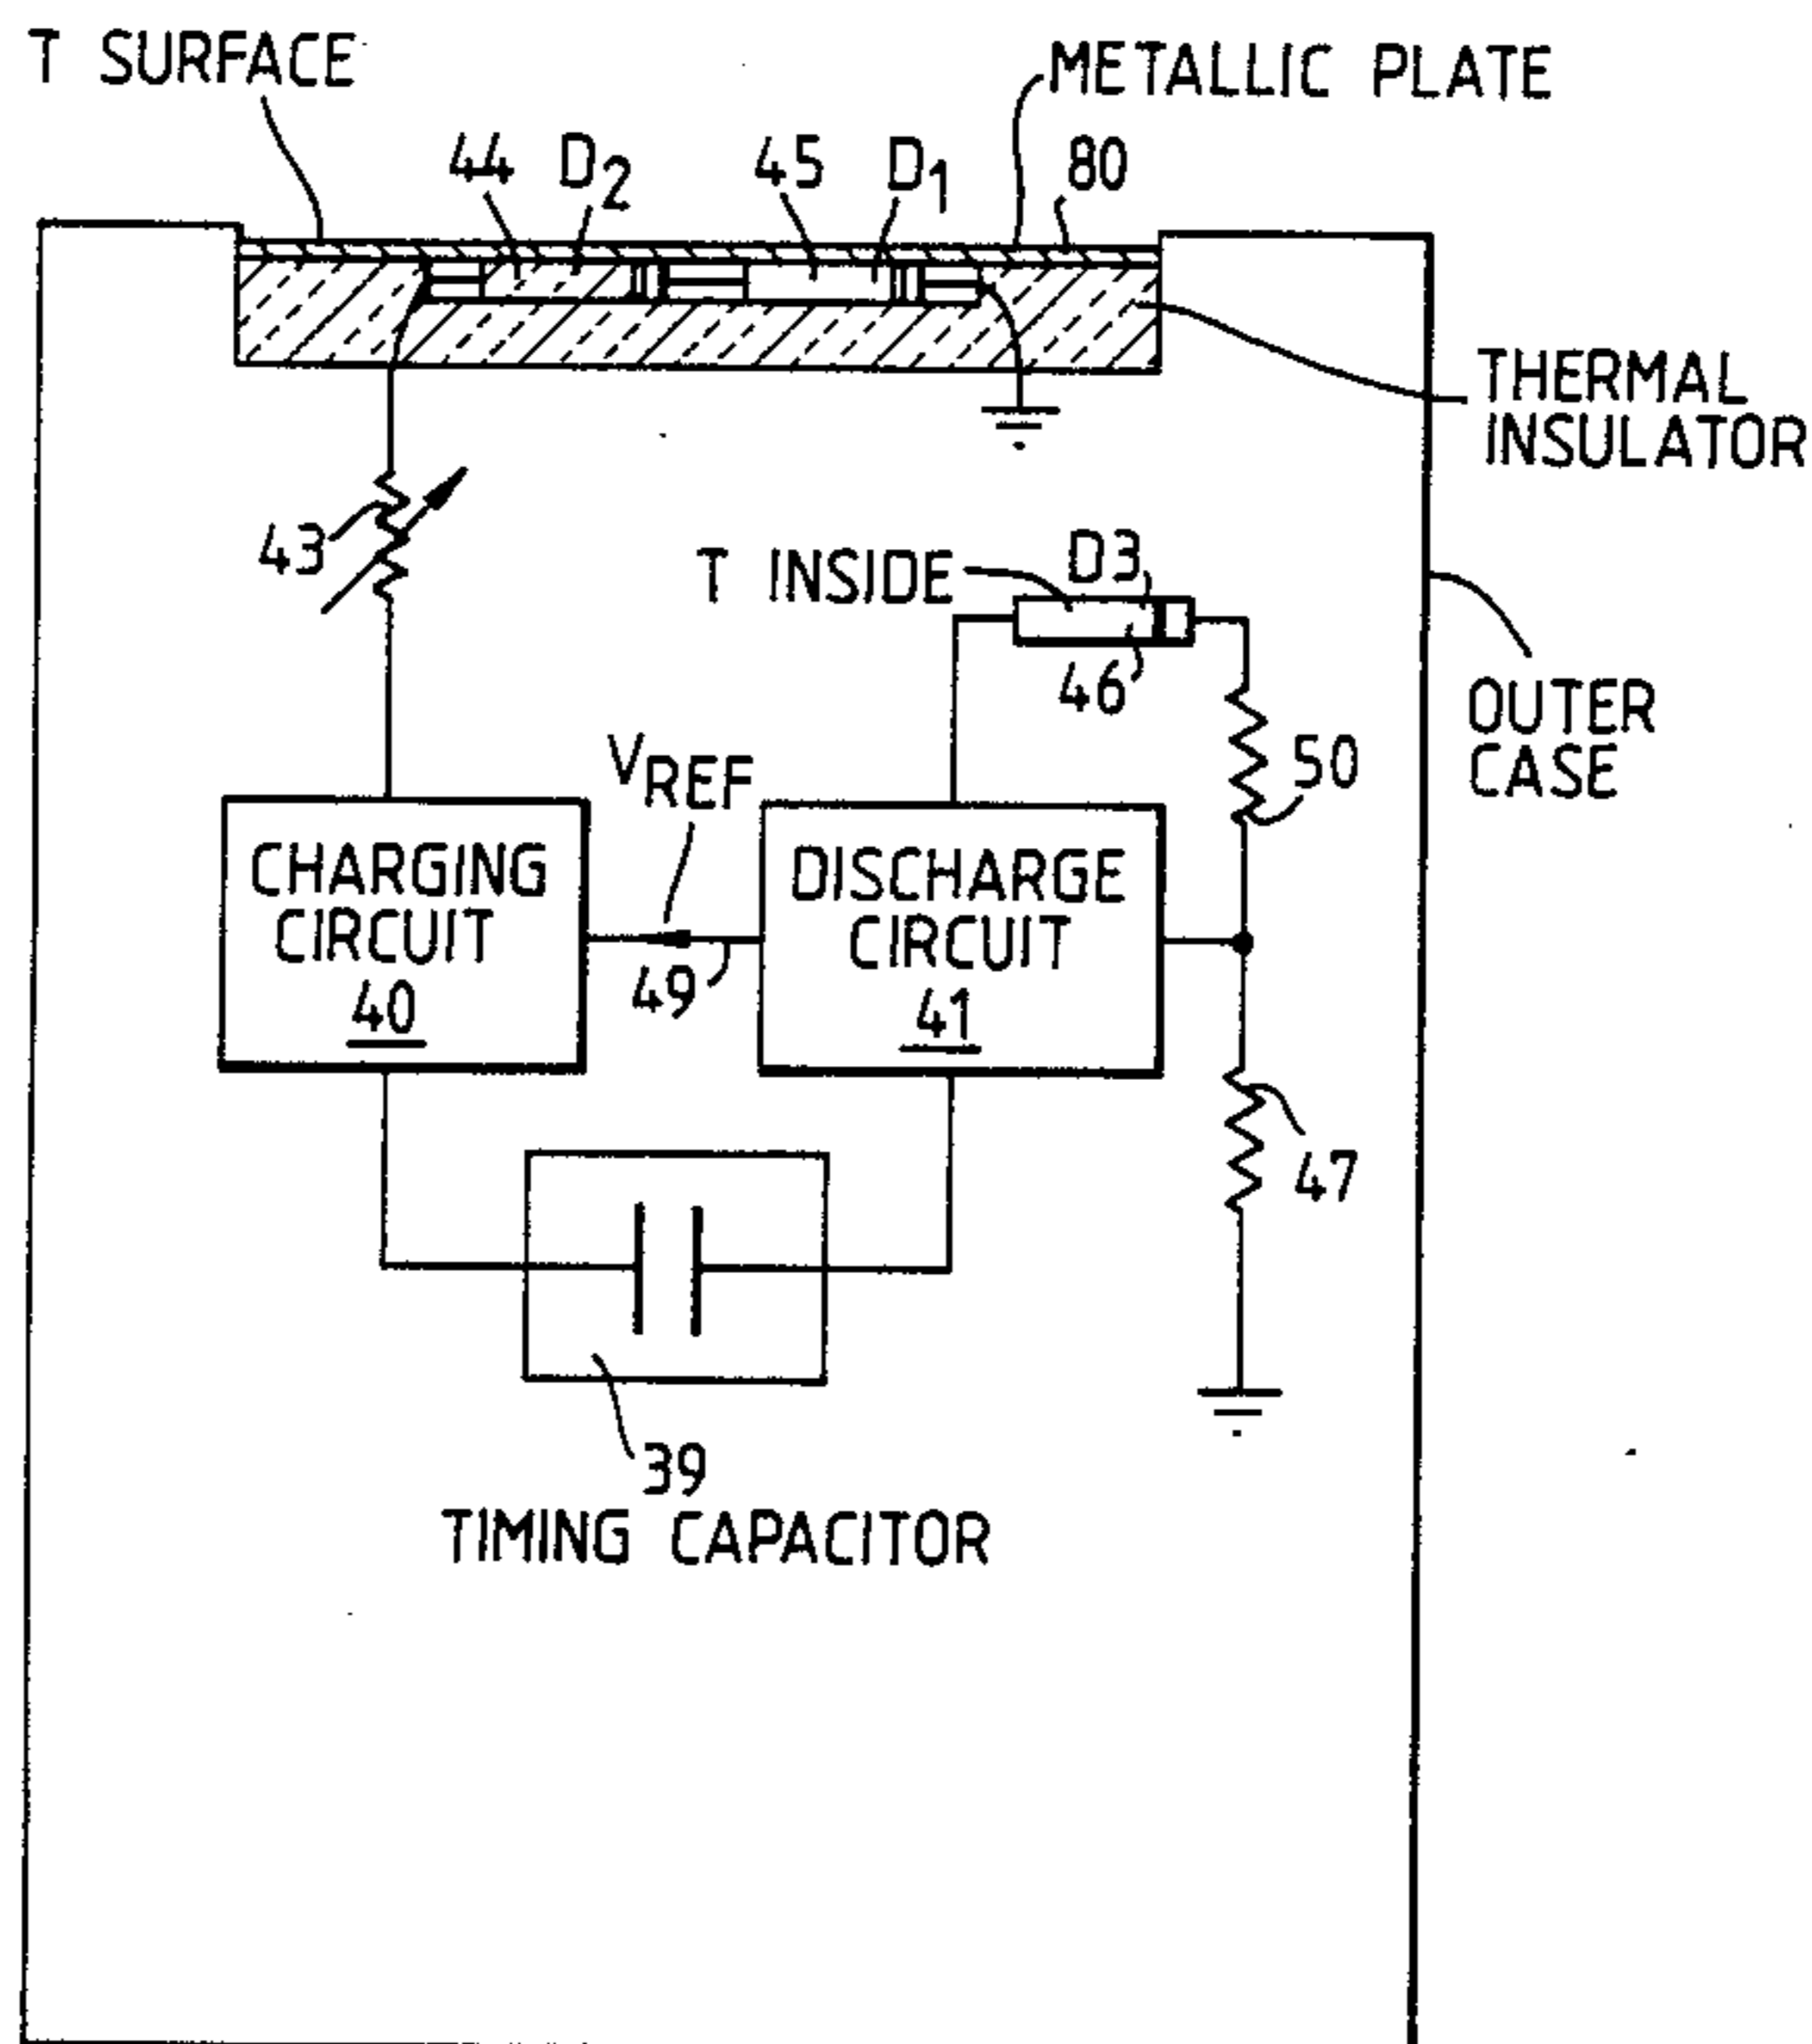 T SURFACE
METALLIC PLATE
44 D2 45 D1 80
THERMAL
INSULATOR
43
T INSIDE D3
46
OUTER
CASE
50
VREF
CHARGING
CIRCUIT
40
DISCHARGE
CIRCUIT
41
49
47
39
TIMING CAPACITOR